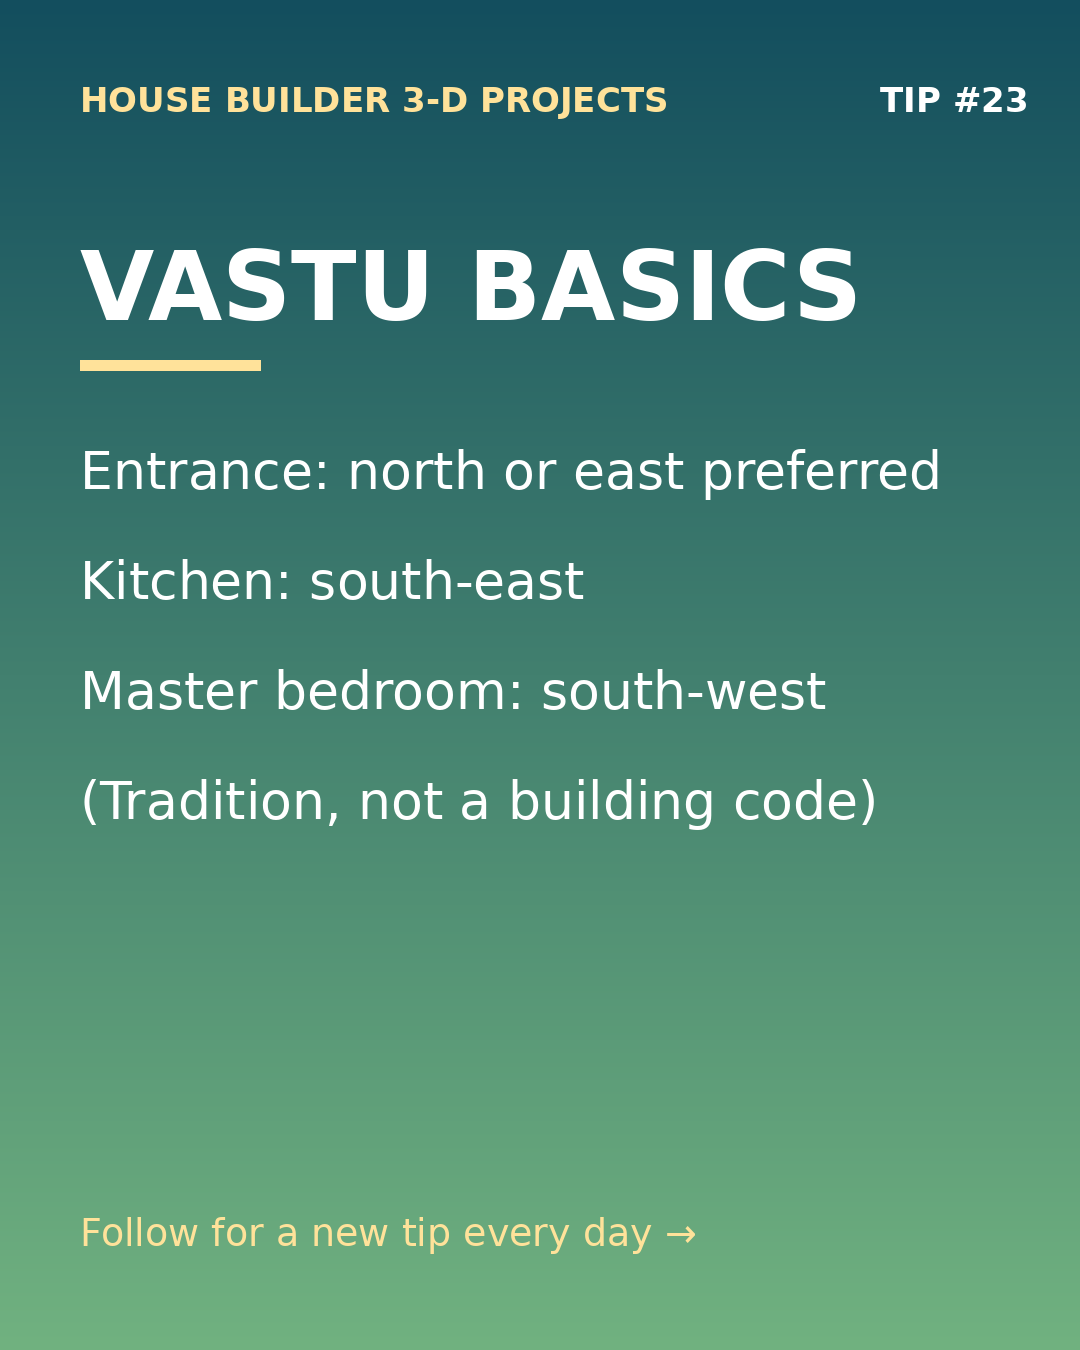 HOUSE BUILDER 3-D PROJECTS
TIP #23
VASTU BASICS
Entrance: north or east preferred
Kitchen: south-east
Master bedroom: south-west
(Tradition, not a building code)
Follow for a new tip every day →